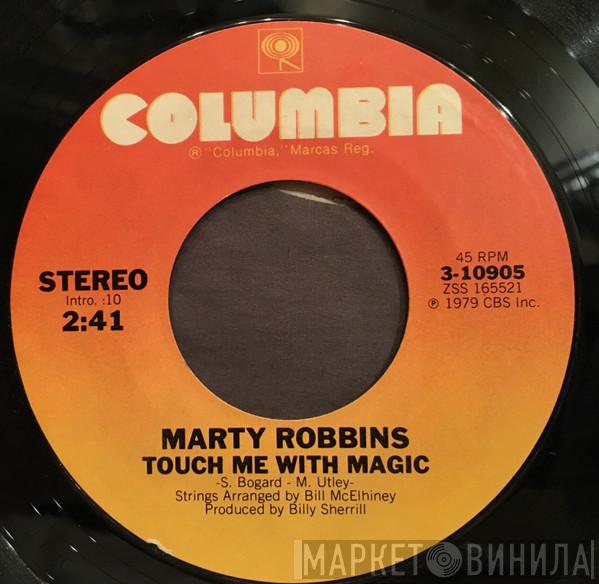 COLUMBIA
® "Columbia," Marcas Reg.
STEREO
Intro. :10
2:41
45 RPM
3-10905
ZSS 165521
℗ 1979 CBS Inc.
MARTY ROBBINS
TOUCH ME WITH MAGIC
-S. Bogard - M. Utley-
Strings Arranged by Bill McElhiney
Produced by Billy Sherrill
МАРКЕТ ВИНИЛА